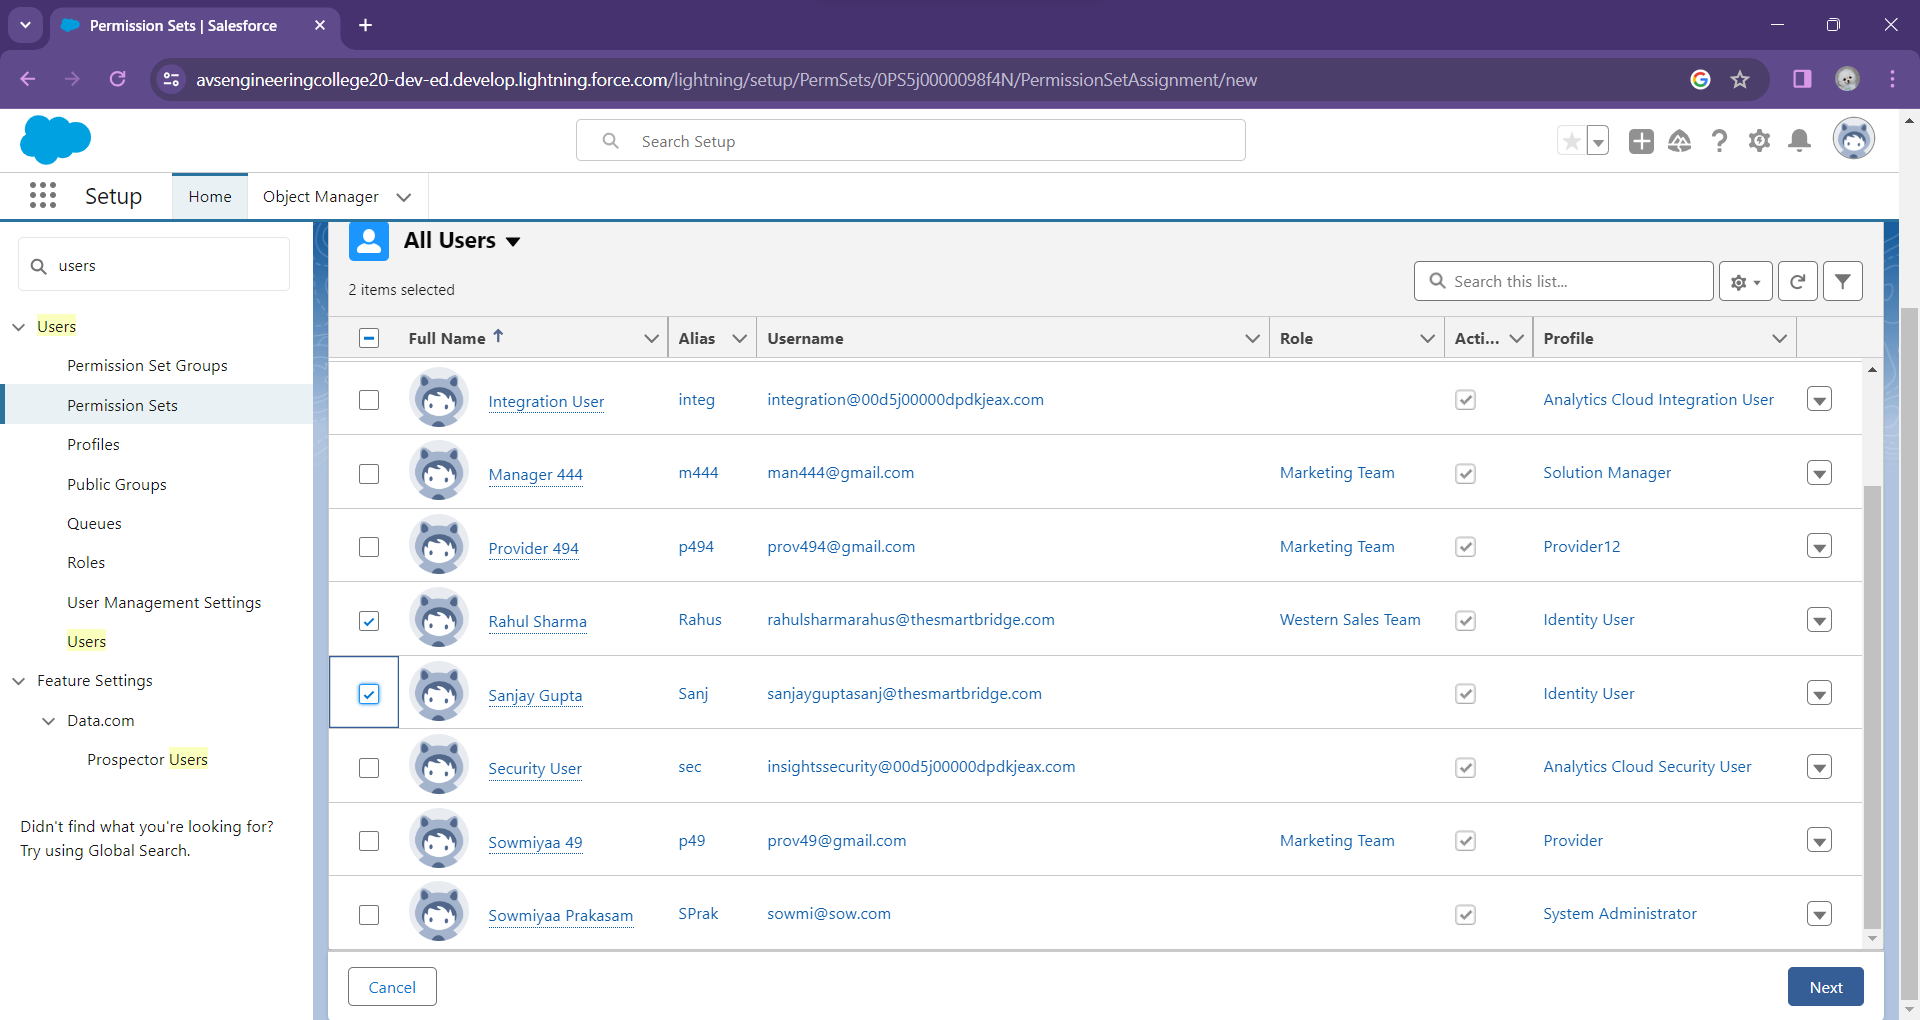 Permission Sets | Salesforce
avsengineeringcollege20-dev-ed.develop.lightning.force.com/lightning/setup/PermSets/0PS5j0000098f4N/PermissionSetAssignment/new
Search Setup
Setup
Home
Object Manager
users
Users
Permission Set Groups
Permission Sets
Profiles
Public Groups
Queues
Roles
User Management Settings
Users
Feature Settings
Data.com
Prospector Users
Didn't find what you're looking for?
Try using Global Search.
All Users
2 items selected
Search this list...
Full Name Alias Username Role Acti... Profile
Integration User integ integration@00d5j00000dpdkjeax.com Analytics Cloud Integration User
Manager 444 m444 man444@gmail.com Marketing Team Solution Manager
Provider 494 p494 prov494@gmail.com Marketing Team Provider12
Rahul Sharma Rahus rahulsharmarahus@thesmartbridge.com Western Sales Team Identity User
Sanjay Gupta Sanj sanjayguptasanj@thesmartbridge.com Identity User
Security User sec insightssecurity@00d5j00000dpdkjeax.com Analytics Cloud Security User
Sowmiyaa 49 p49 prov49@gmail.com Marketing Team Provider
Sowmiyaa Prakasam SPrak sowmi@sow.com System Administrator
Cancel
Next